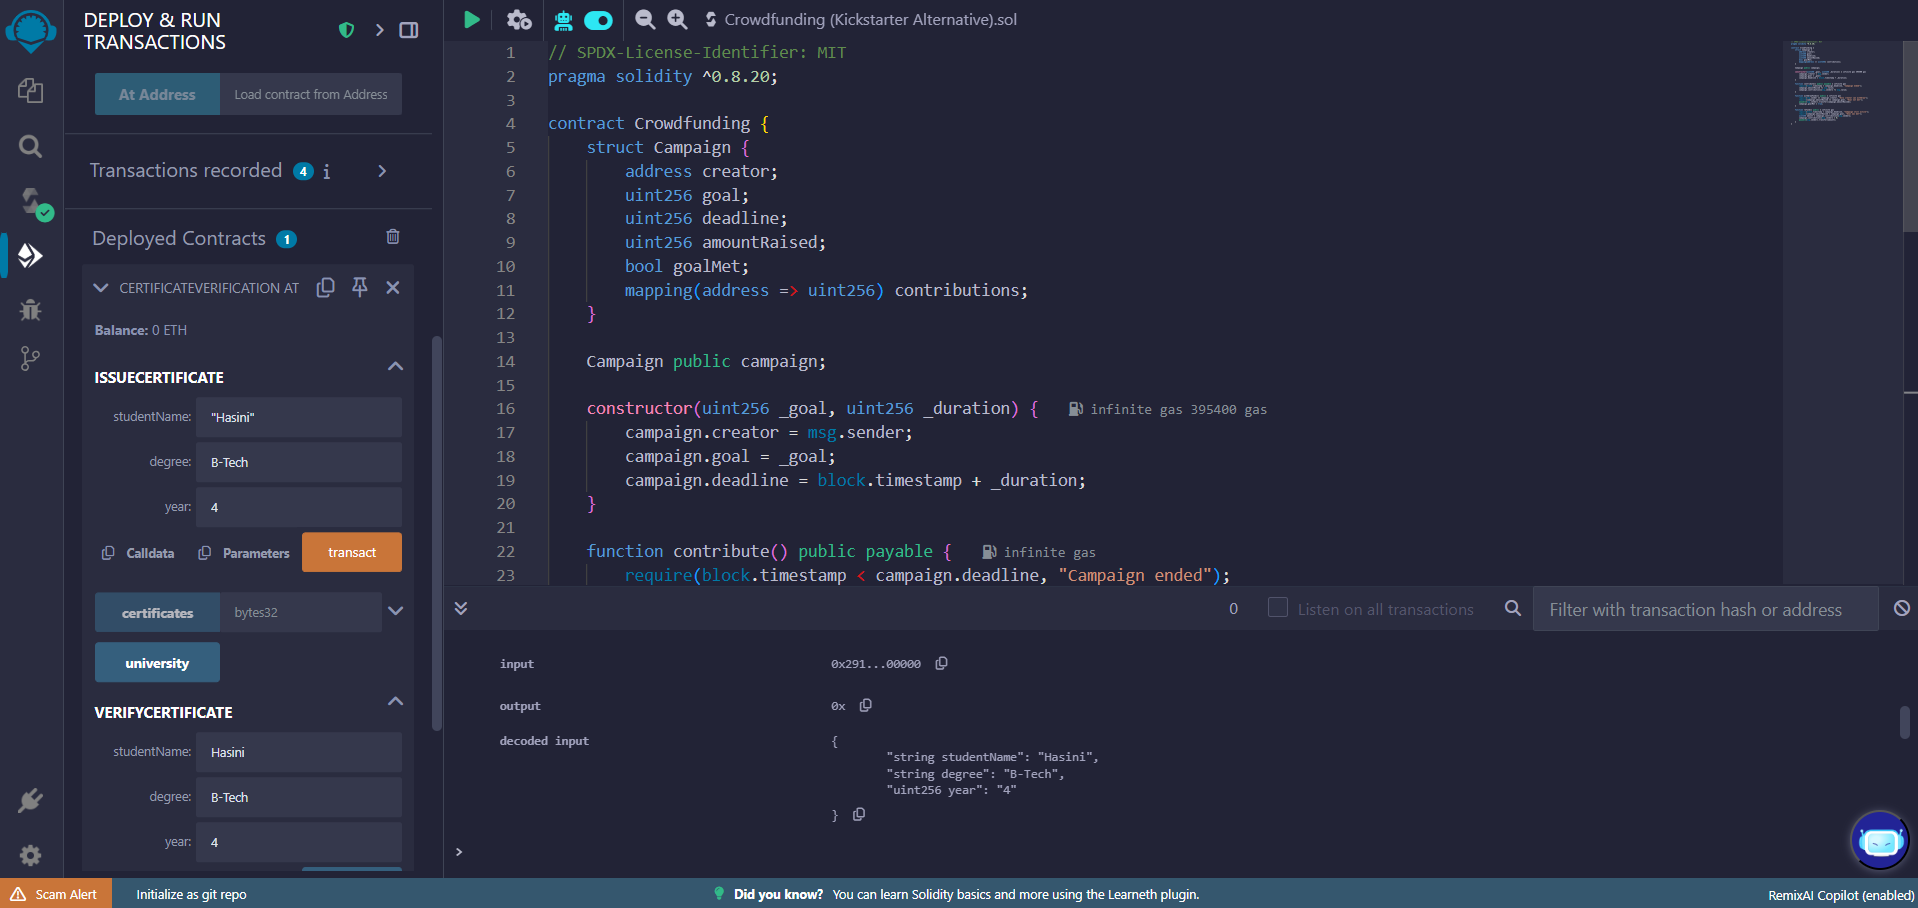 DEPLOY & RUN
TRANSACTIONS
At Address
Load contract from Address
Transactions recorded 4 i
Deployed Contracts 1
CERTIFICATEVERIFICATION AT
Balance: 0 ETH
ISSUECERTIFICATE
studentName: "Hasini"
degree: B-Tech
year: 4
Calldata
Parameters
transact
certificates
bytes32
university
VERIFYCERTIFICATE
studentName: Hasini
degree: B-Tech
year: 4
Crowdfunding (Kickstarter Alternative).sol
1 // SPDX-License-Identifier: MIT
2 pragma solidity ^0.8.20;
3
4 contract Crowdfunding {
5 struct Campaign {
6 address creator;
7 uint256 goal;
8 uint256 deadline;
9 uint256 amountRaised;
10 bool goalMet;
11 mapping(address => uint256) contributions;
12 }
13
14 Campaign public campaign;
15
16 constructor(uint256 _goal, uint256 _duration) { infinite gas 395400 gas
17 campaign.creator = msg.sender;
18 campaign.goal = _goal;
19 campaign.deadline = block.timestamp + _duration;
20 }
21
22 function contribute() public payable { infinite gas
23 require(block.timestamp < campaign.deadline, "Campaign ended");
0
Listen on all transactions
Filter with transaction hash or address
input 0x291...00000
output 0x
decoded input {
"string studentName": "Hasini",
"string degree": "B-Tech",
"uint256 year": "4"
}
>
Scam Alert
Initialize as git repo
Did you know? You can learn Solidity basics and more using the Learneth plugin.
RemixAI Copilot (enabled)